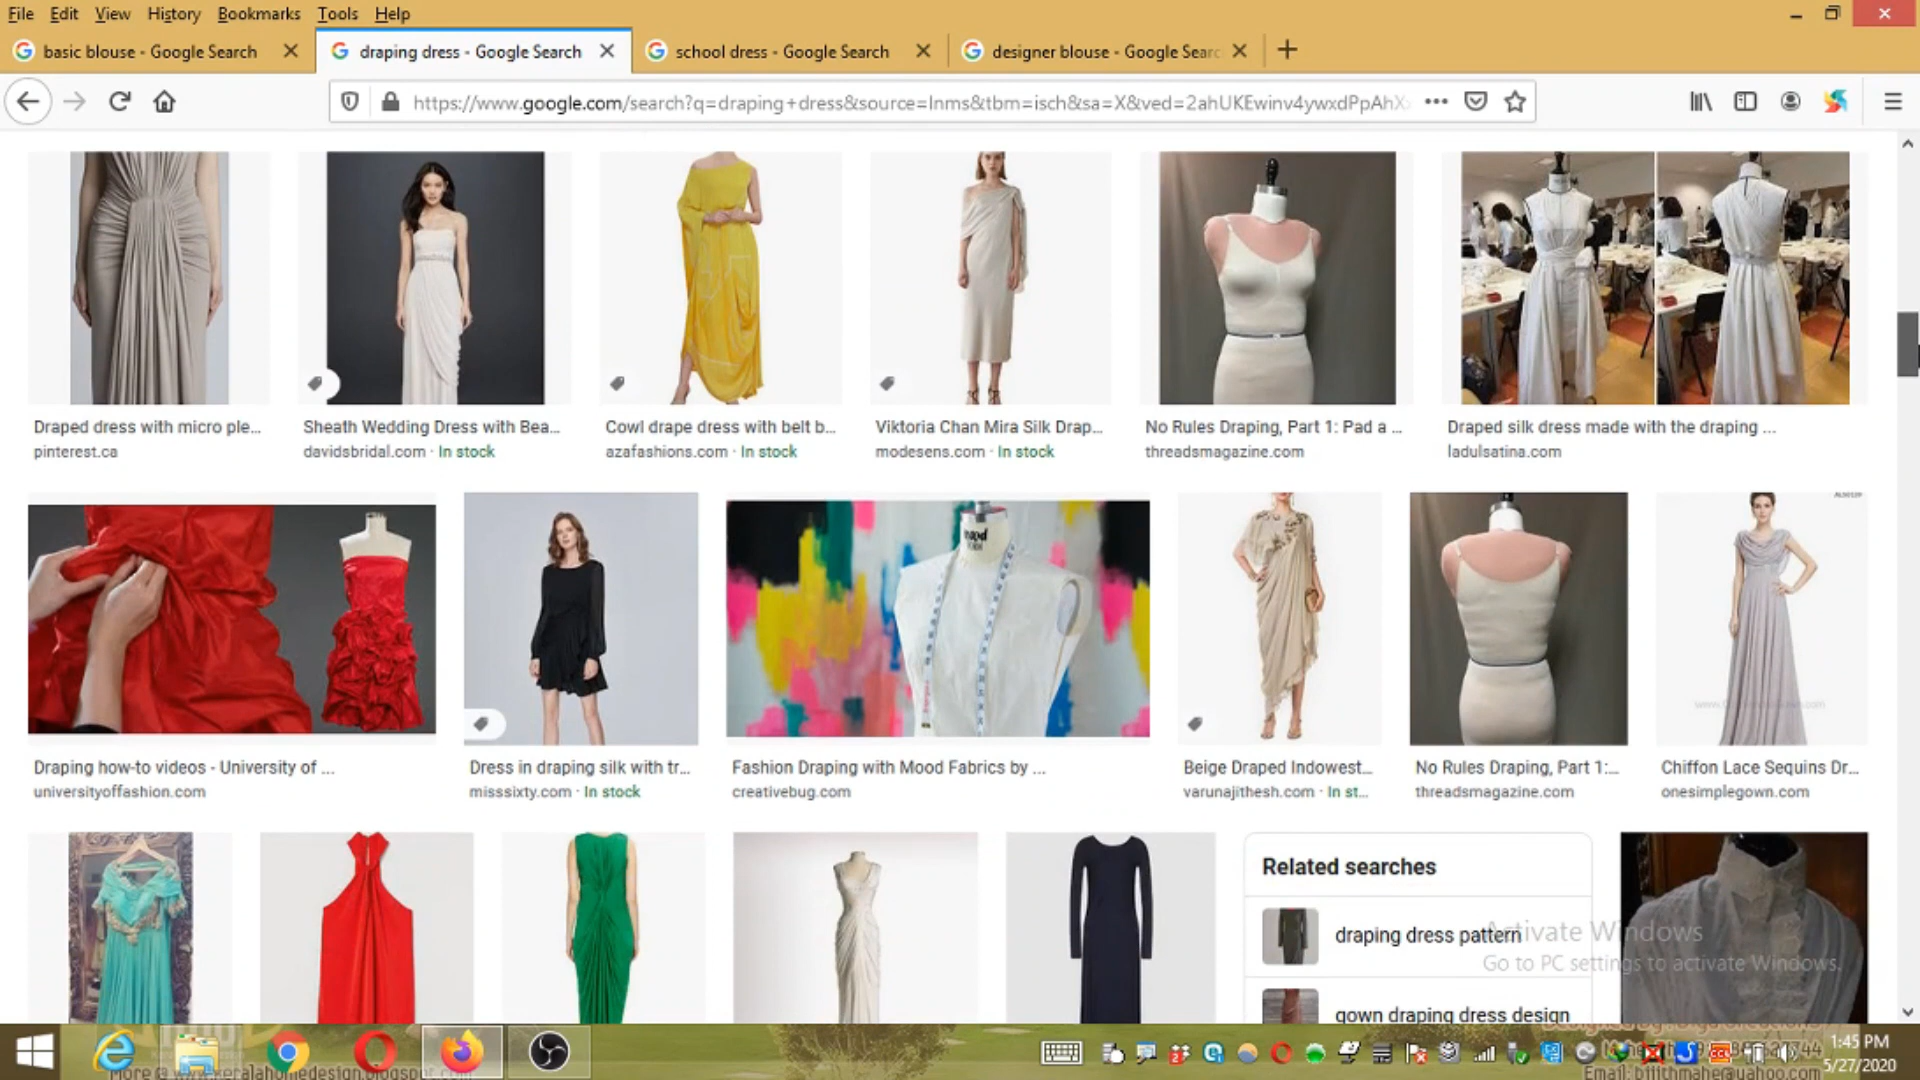 File Edit View History Bookmarks Tools Help
basic blouse - Google Search
draping dress - Google Search
school dress - Google Search
designer blouse - Google Searc
https://www.google.com/search?q=draping+dress&source=lnms&tbm=isch&sa=X&ved=2ahUKEwinv4ywxdPpAhX
Draped dress with micro ple...
pinterest.ca
Sheath Wedding Dress with Bea...
davidsbridal.com · In stock
Cowl drape dress with belt b...
azafashions.com · In stock
Viktoria Chan Mira Silk Drap...
modesens.com · In stock
No Rules Draping, Part 1: Pad a ...
threadsmagazine.com
Draped silk dress made with the draping ...
ladulsatina.com
Draping how-to videos - University of ...
universityoffashion.com
Dress in draping silk with tr...
misssixty.com · In stock
Fashion Draping with Mood Fabrics by ...
creativebug.com
Beige Draped Indowest...
varunajithesh.com · In st...
No Rules Draping, Part 1:...
threadsmagazine.com
Chiffon Lace Sequins Dr...
onesimplegown.com
Related searches
draping dress pattern
gown draping dress design
Activate Windows
Go to PC settings to activate Windows.
1:45 PM
5/27/2020
More @ www.keralahomedesign.blogspot.com